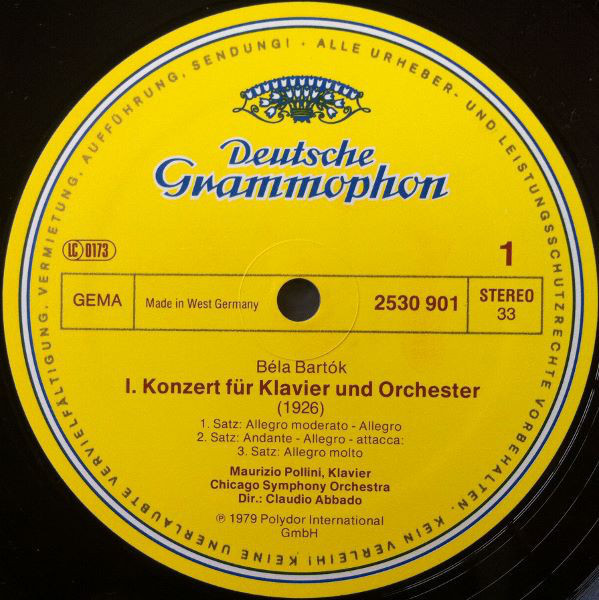 KEINE UNERLAUBTE VERVIELFÄLTIGUNG, VERMIETUNG, AUFFÜHRUNG, SENDUNG! · ALLE URHEBER- UND LEISTUNGSSCHUTZRECHTE VORBEHALTEN. KEIN VERLEIH!
Deutsche
Grammophon
LC 0173
1
GEMA
Made in West Germany
2530 901
STEREO
33
Béla Bartók
I. Konzert für Klavier und Orchester
(1926)
1. Satz: Allegro moderato - Allegro
2. Satz: Andante - Allegro - attacca:
3. Satz: Allegro molto
Maurizio Pollini, Klavier
Chicago Symphony Orchestra
Dir.: Claudio Abbado
℗ 1979 Polydor International
GmbH